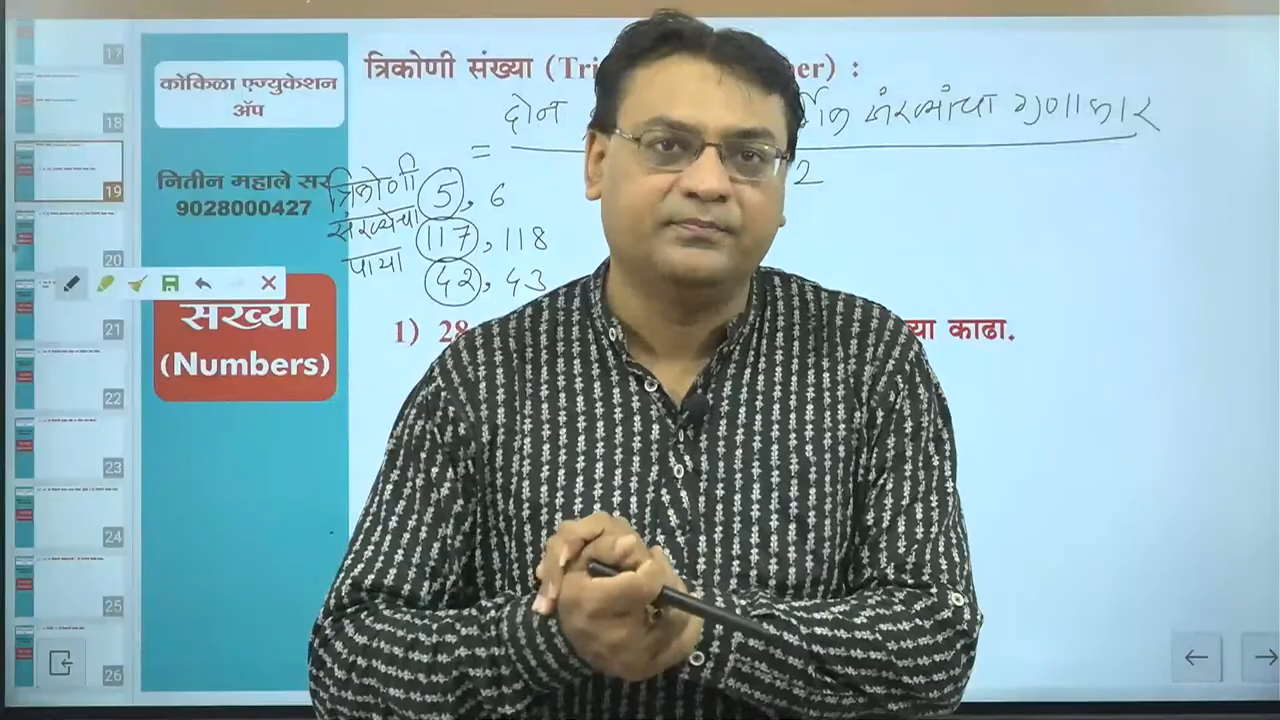 17
18
19
20
21
22
23
24
25
26
कोकिळा एज्युकेशन
ॲप
नितीन महाले सर
9028000427
संख्या
(Numbers)
त्रिकोणी संख्या (Tri er) :
दोन संख्यांचा गुणाकार
=
2
त्रिकोणी
संख्येचा
पाया
5, 6
117, 118
42, 43
1) 28 काढा.